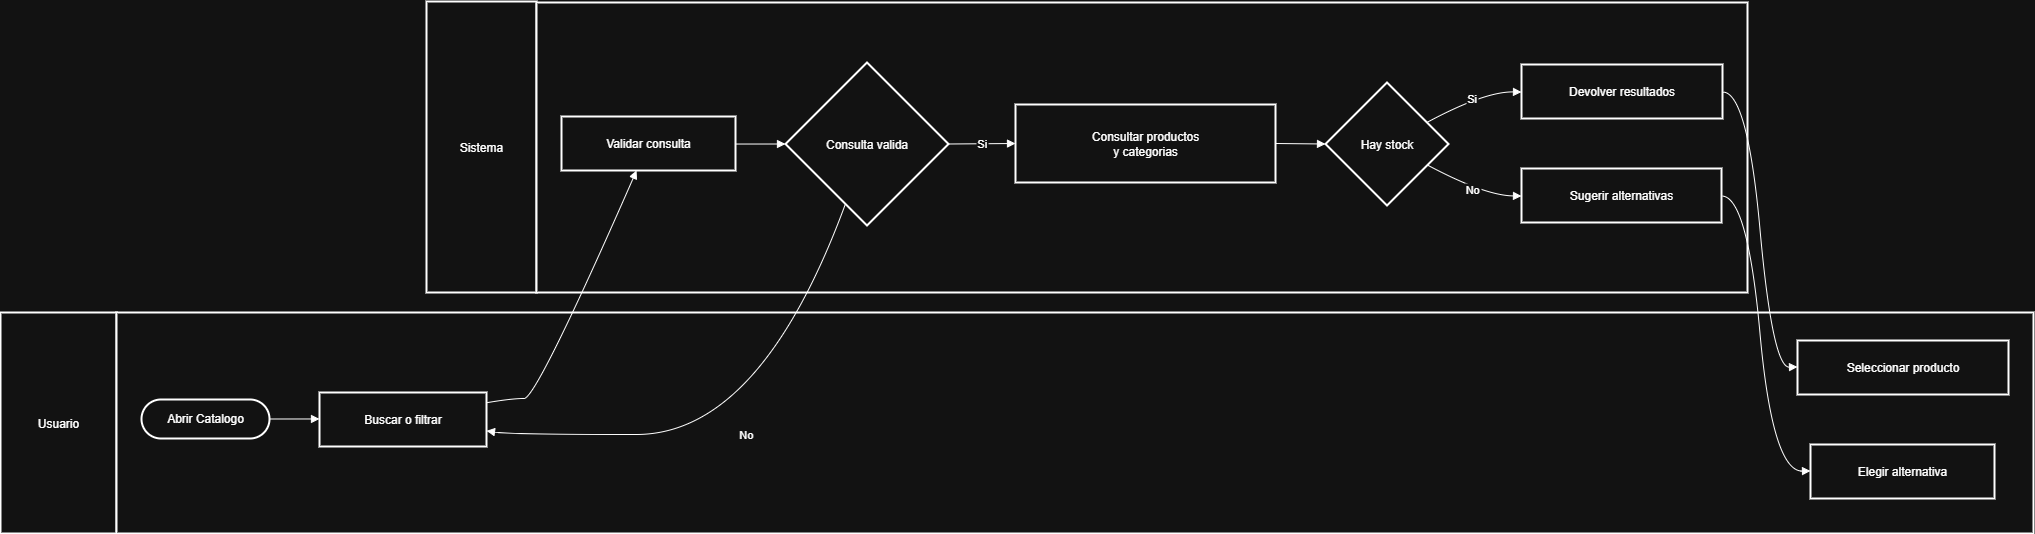 Sistema
Validar consulta
Consulta valida
Si
Consultar productos
y categorias
Hay stock
Si
No
Devolver resultados
Sugerir alternativas
Usuario
Abrir Catalogo
Buscar o filtrar
No
Seleccionar producto
Elegir alternativa